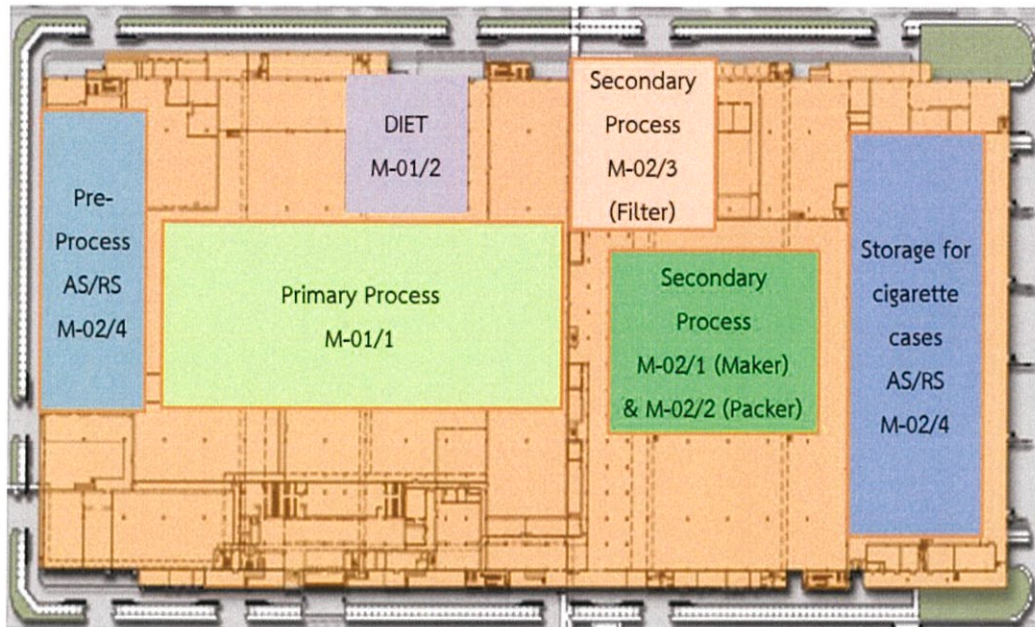 Pre-
Process
AS/RS
M-02/4
DIET
M-01/2
Primary Process
M-01/1
Secondary
Process
M-02/3
(Filter)
Secondary
Process
M-02/1 (Maker)
& M-02/2 (Packer)
Storage for
cigarette
cases
AS/RS
M-02/4